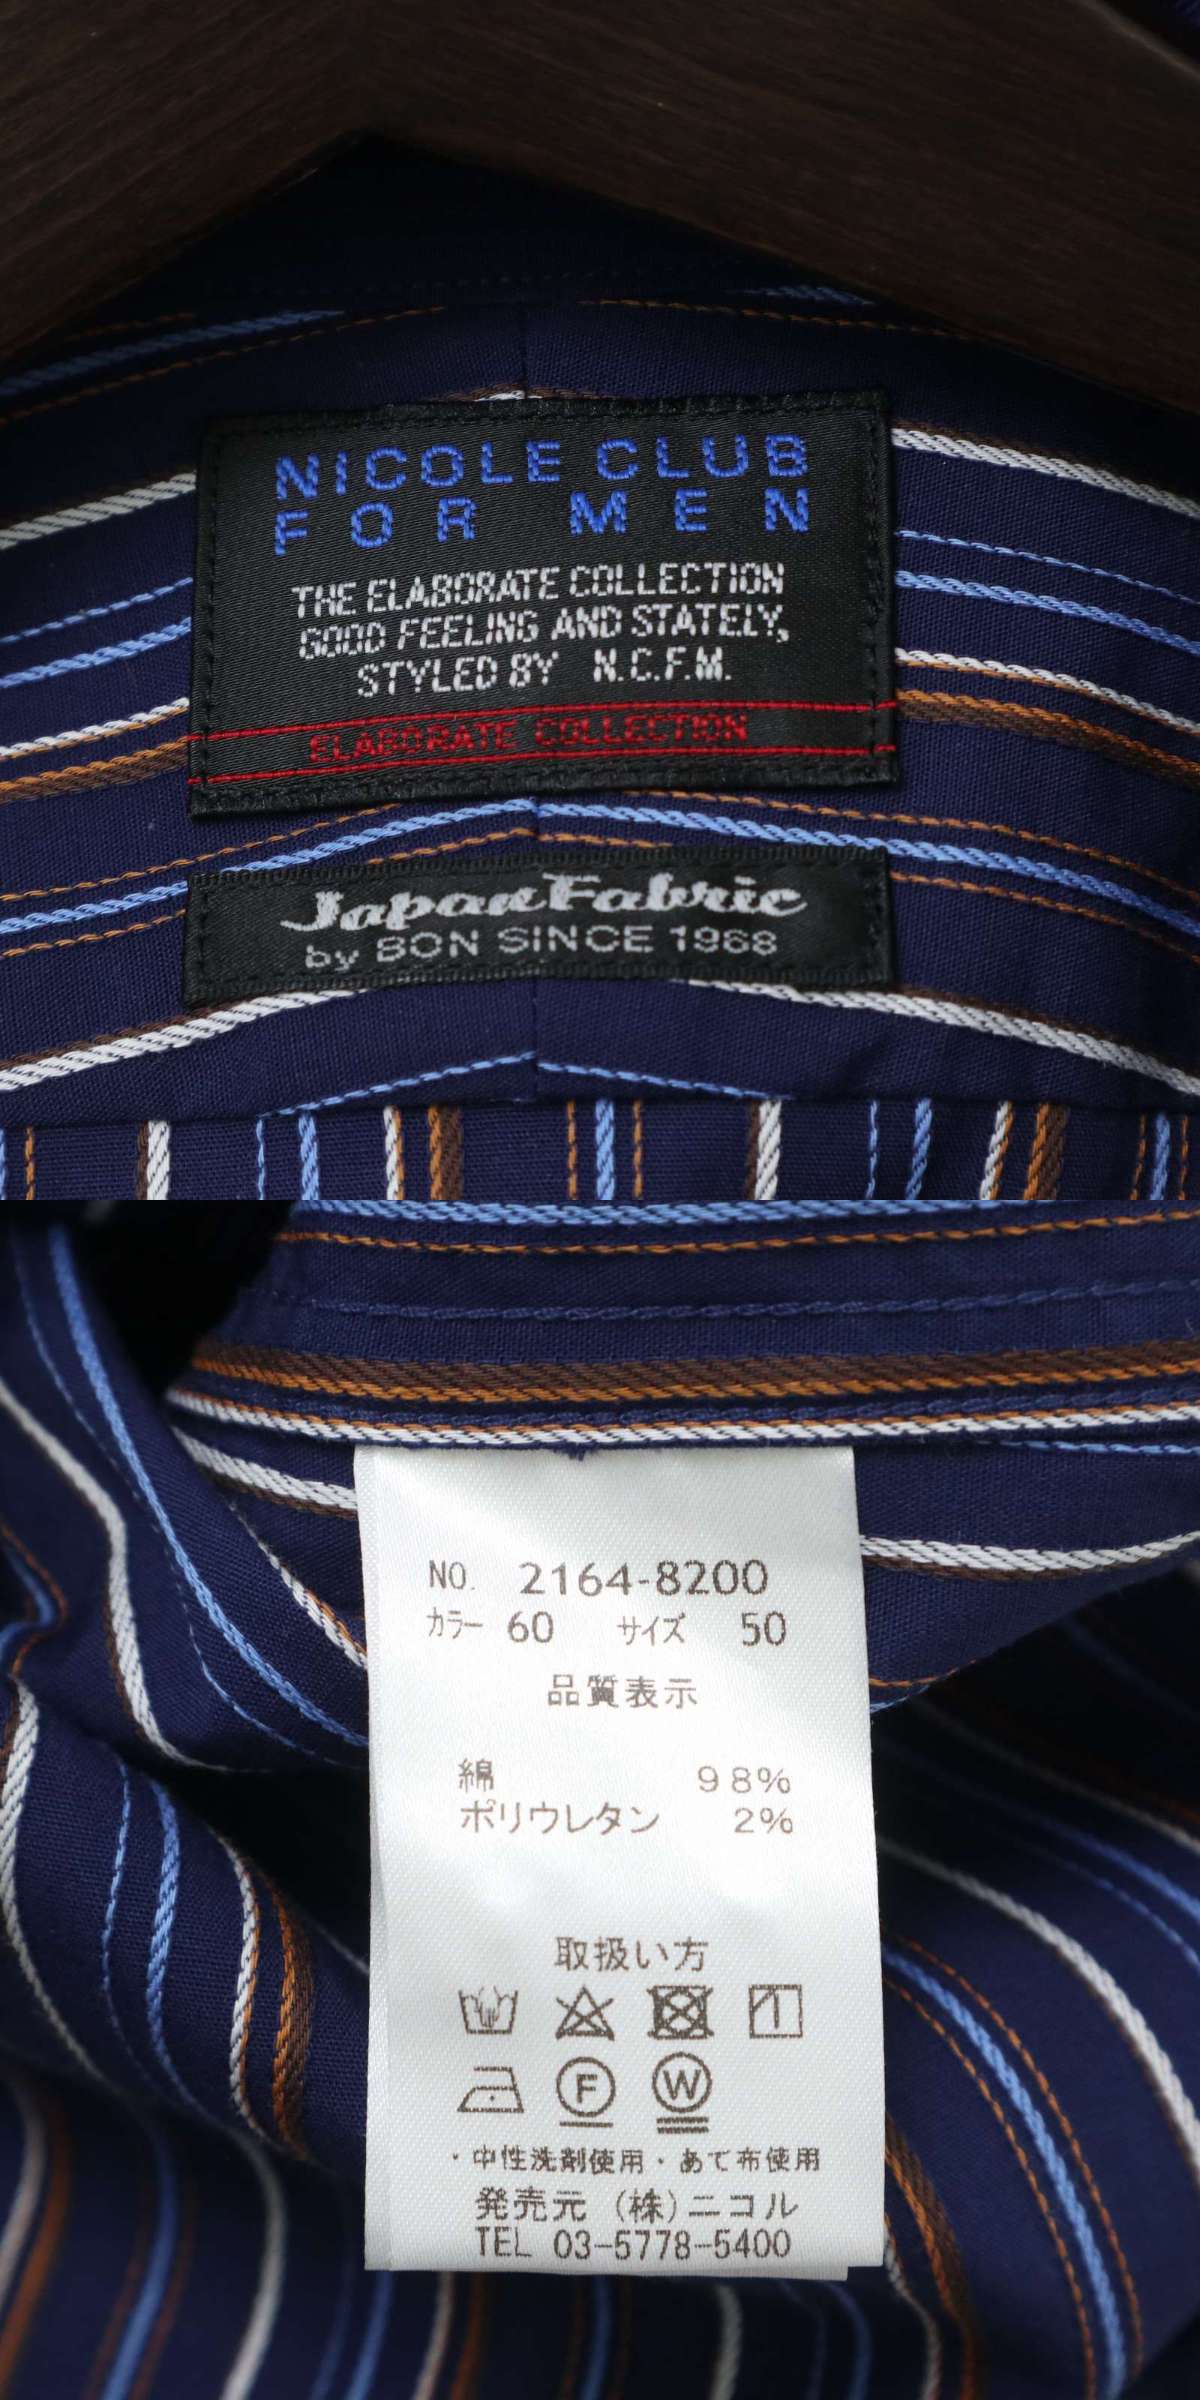 NICOLE CLUB
FOR MEN
THE ELABORATE COLLECTION
GOOD FEELING AND STATELY,
STYLED BY N.C.F.M.
ELABORATE COLLECTION
Japan Fabric
by BON SINCE 1968
NO. 2164-8200
カラー 60 サイズ 50
品質表示
綿 98%
ポリウレタン 2%
取扱い方
F W
・中性洗剤使用・あて布使用
発売元 (株)ニコル
TEL 03-5778-5400